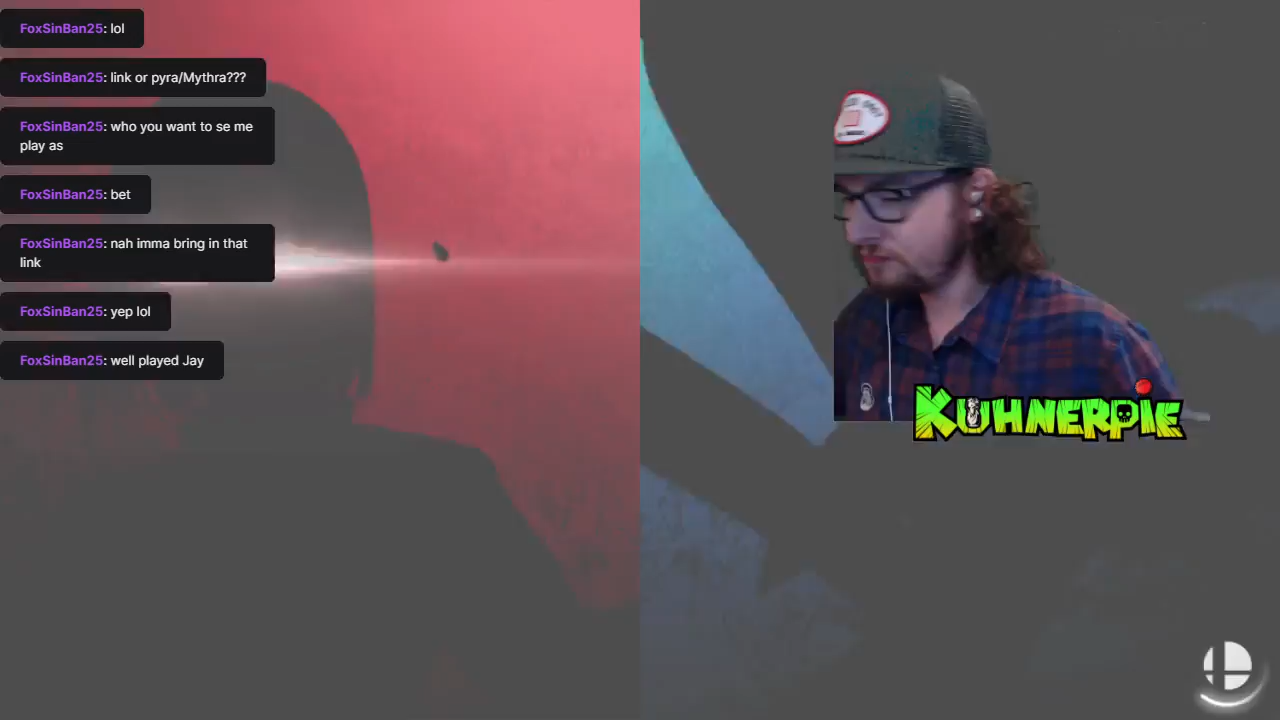 FoxSinBan25: lol
FoxSinBan25: link or pyra/Mythra???
FoxSinBan25: who you want to se me
play as
FoxSinBan25: bet
FoxSinBan25: nah imma bring in that
link
FoxSinBan25: yep lol
FoxSinBan25: well played Jay
KUHNERPIE